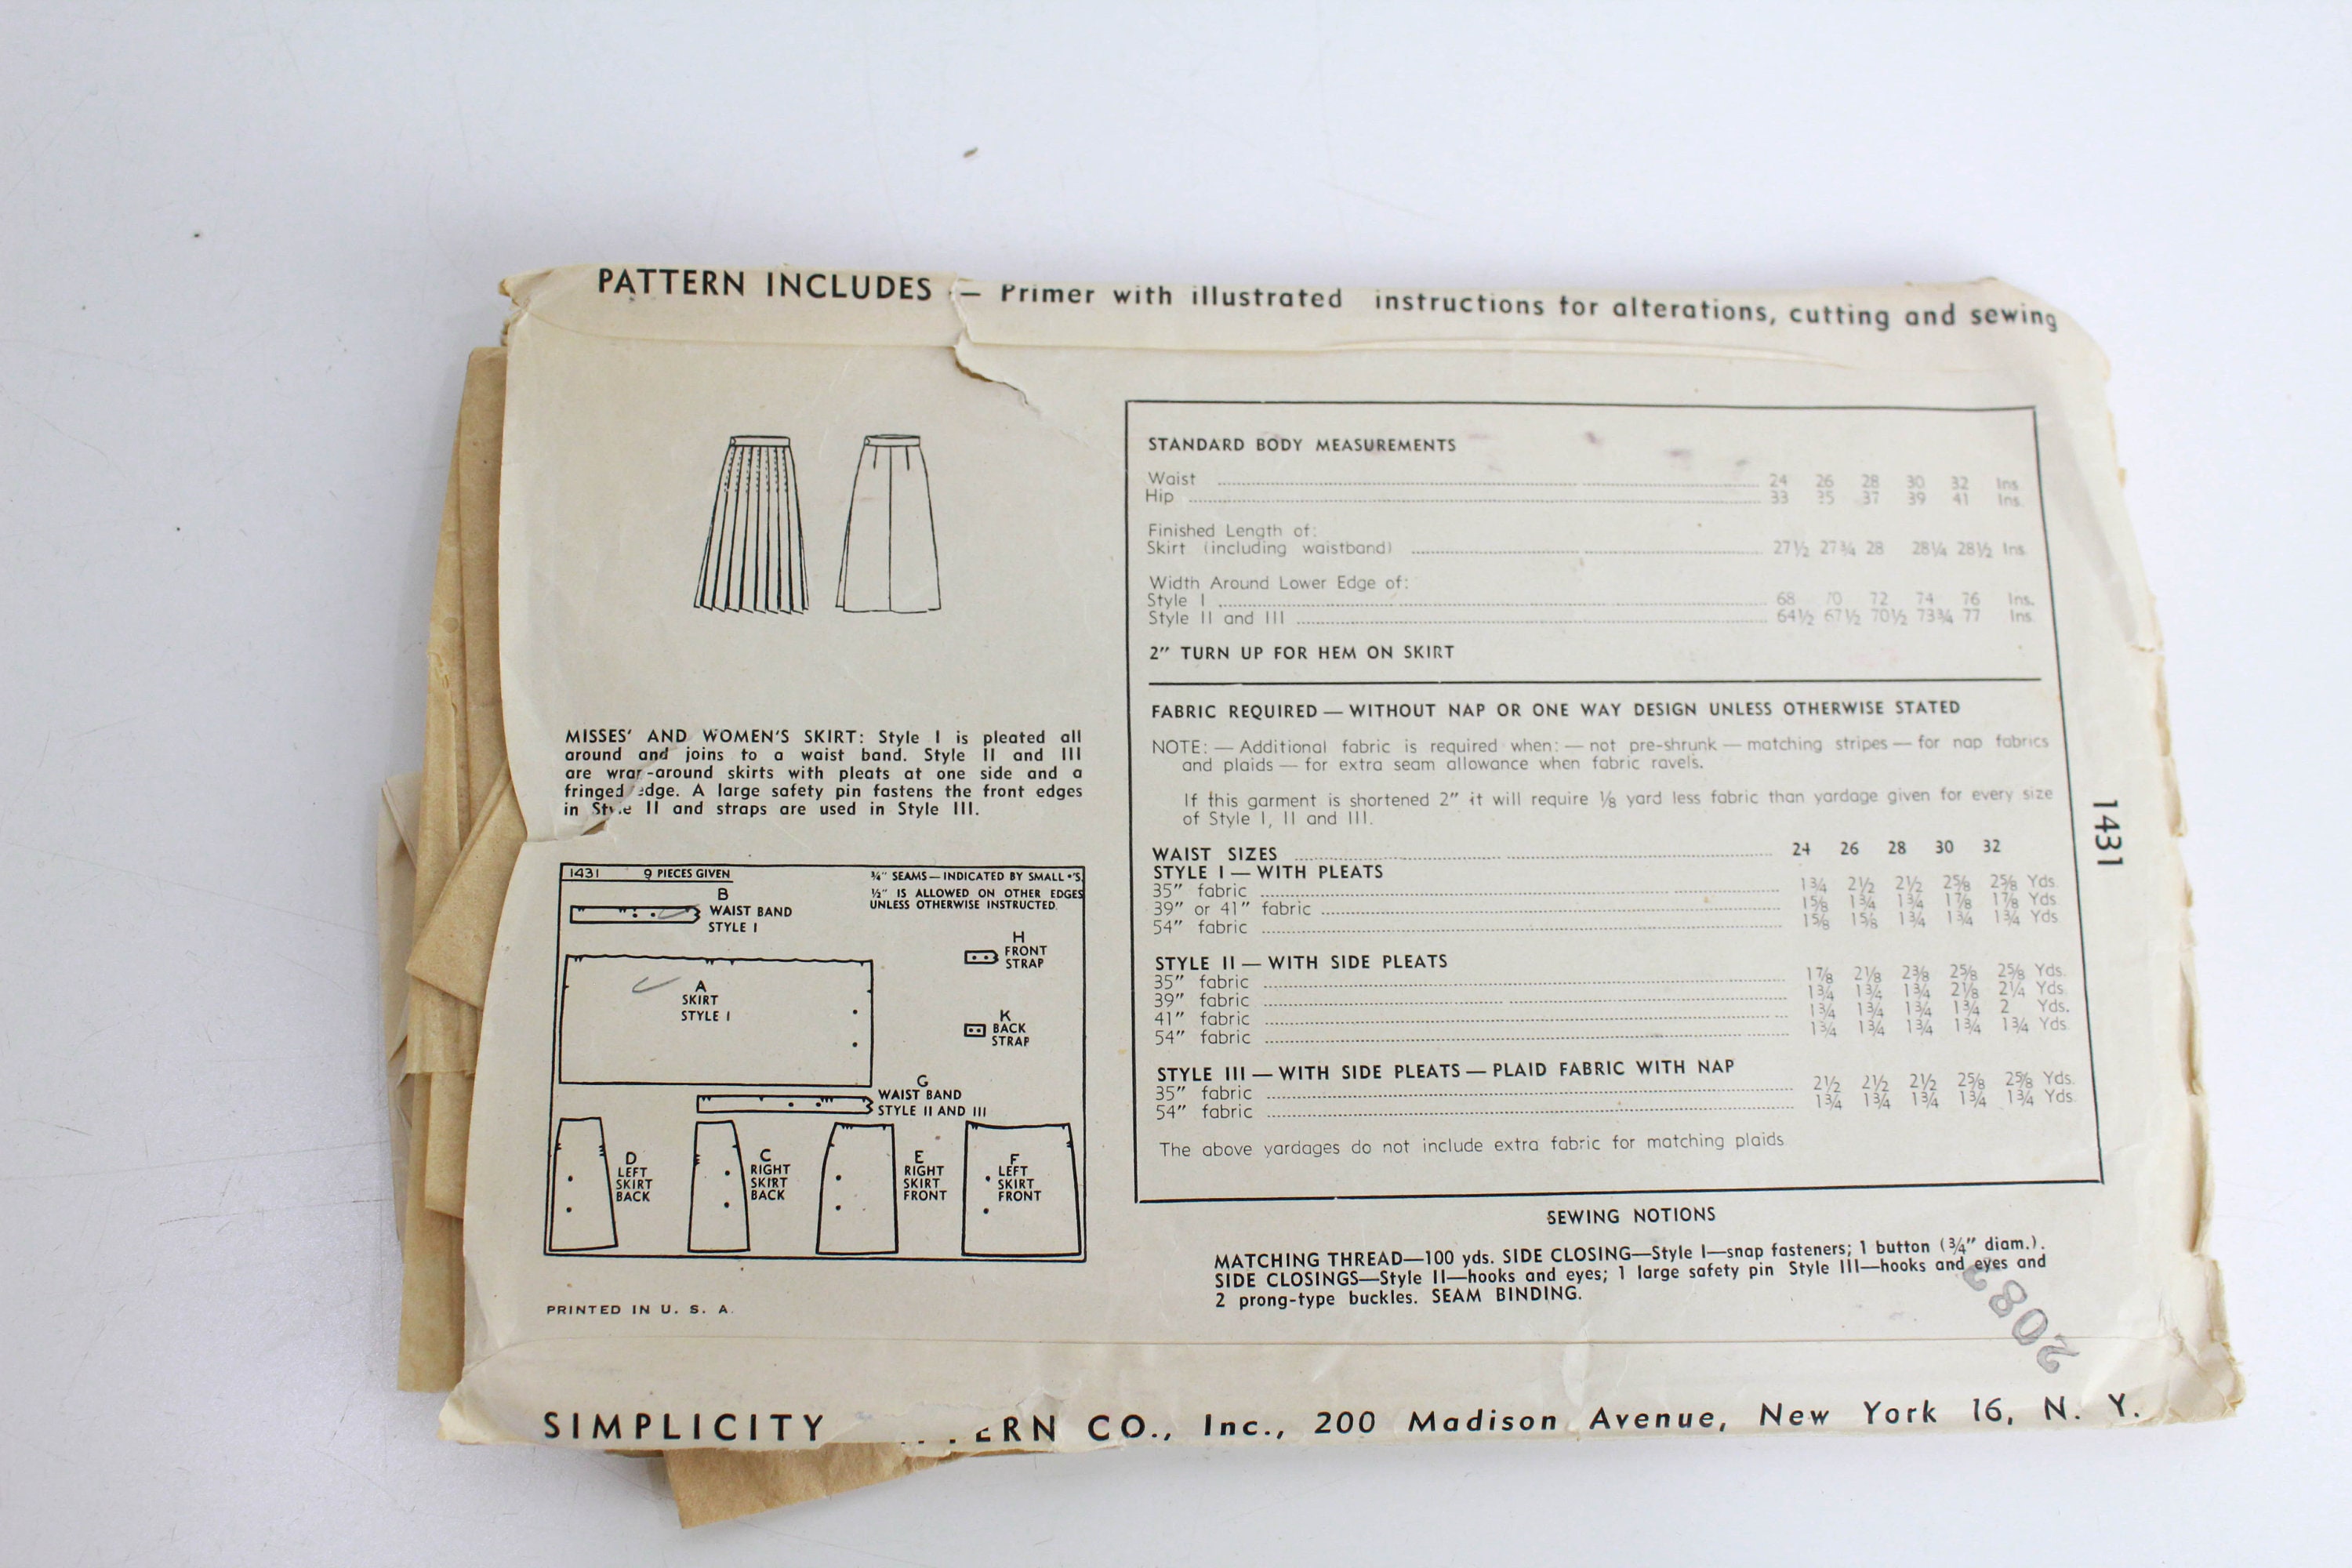 PATTERN INCLUDES — Primer with illustrated instructions for alterations, cutting and sewing
MISSES' AND WOMEN'S SKIRT: Style I is pleated all
around and joins to a waist band. Style II and III
are wrap-around skirts with pleats at one side and a
fringed edge. A large safety pin fastens the front edges
in Style II and straps are used in Style III.
1431 9 PIECES GIVEN
¾" SEAMS—INDICATED BY SMALL •'S.
½" IS ALLOWED ON OTHER EDGES
UNLESS OTHERWISE INSTRUCTED.
B
WAIST BAND
STYLE I
H
FRONT
STRAP
A
SKIRT
STYLE I
K
BACK
STRAP
G
WAIST BAND
STYLE II AND III
D
LEFT
SKIRT
BACK
C
RIGHT
SKIRT
BACK
E
RIGHT
SKIRT
FRONT
F
LEFT
SKIRT
FRONT
PRINTED IN U. S. A.
STANDARD BODY MEASUREMENTS
Waist 24 26 28 30 32 Ins.
Hip 33 35 37 39 41 Ins.
Finished Length of:
Skirt (including waistband) 27½ 27¾ 28 28¼ 28½ Ins.
Width Around Lower Edge of:
Style I 68 70 72 74 76 Ins.
Style II and III 64½ 67½ 70½ 73¾ 77 Ins.
2" TURN UP FOR HEM ON SKIRT
FABRIC REQUIRED — WITHOUT NAP OR ONE WAY DESIGN UNLESS OTHERWISE STATED
NOTE: — Additional fabric is required when: — not pre-shrunk — matching stripes — for nap fabrics
and plaids — for extra seam allowance when fabric ravels.
If this garment is shortened 2" it will require ⅛ yard less fabric than yardage given for every size
of Style I, II and III.
WAIST SIZES 24 26 28 30 32
STYLE I — WITH PLEATS
35" fabric 1¾ 2½ 2½ 2⅝ 2⅝ Yds.
39" or 41" fabric 1⅝ 1¾ 1¾ 1⅞ 1⅞ Yds.
54" fabric 1⅝ 1⅝ 1¾ 1¾ 1¾ Yds.
STYLE II — WITH SIDE PLEATS
35" fabric 1⅞ 2⅛ 2⅜ 2⅝ 2⅝ Yds.
39" fabric 1¾ 1¾ 1¾ 2⅛ 2¼ Yds.
41" fabric 1¾ 1¾ 1¾ 1¾ 2 Yds.
54" fabric 1¾ 1¾ 1¾ 1¾ 1¾ Yds.
STYLE III — WITH SIDE PLEATS — PLAID FABRIC WITH NAP
35" fabric 2½ 2½ 2½ 2⅝ 2⅝ Yds.
54" fabric 1¾ 1¾ 1¾ 1¾ 1¾ Yds.
The above yardages do not include extra fabric for matching plaids
1431
SEWING NOTIONS
MATCHING THREAD—100 yds. SIDE CLOSING—Style I—snap fasteners; 1 button (¾" diam.).
SIDE CLOSINGS—Style II—hooks and eyes; 1 large safety pin Style III—hooks and eyes and
2 prong-type buckles. SEAM BINDING.
SIMPLICITY ERN CO., Inc., 200 Madison Avenue, New York 16, N. Y.